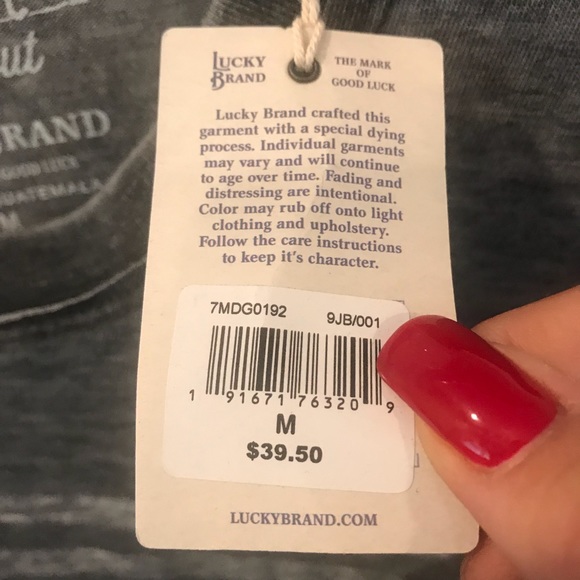 ut
BRAND
GUATEMALA
M
LUCKY
BRAND
THE MARK
OF
GOOD LUCK
Lucky Brand crafted this
garment with a special dying
process. Individual garments
may vary and will continue
to age over time. Fading and
distressing are intentional.
Color may rub off onto light
clothing and upholstery.
Follow the care instructions
to keep it's character.
7MDG0192 9JB/001
1 91671 76320 9
M
$39.50
LUCKYBRAND.COM